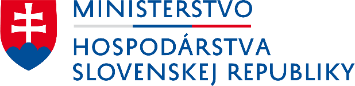 MINISTERSTVO
HOSPODÁRSTVA
SLOVENSKEJ REPUBLIKY